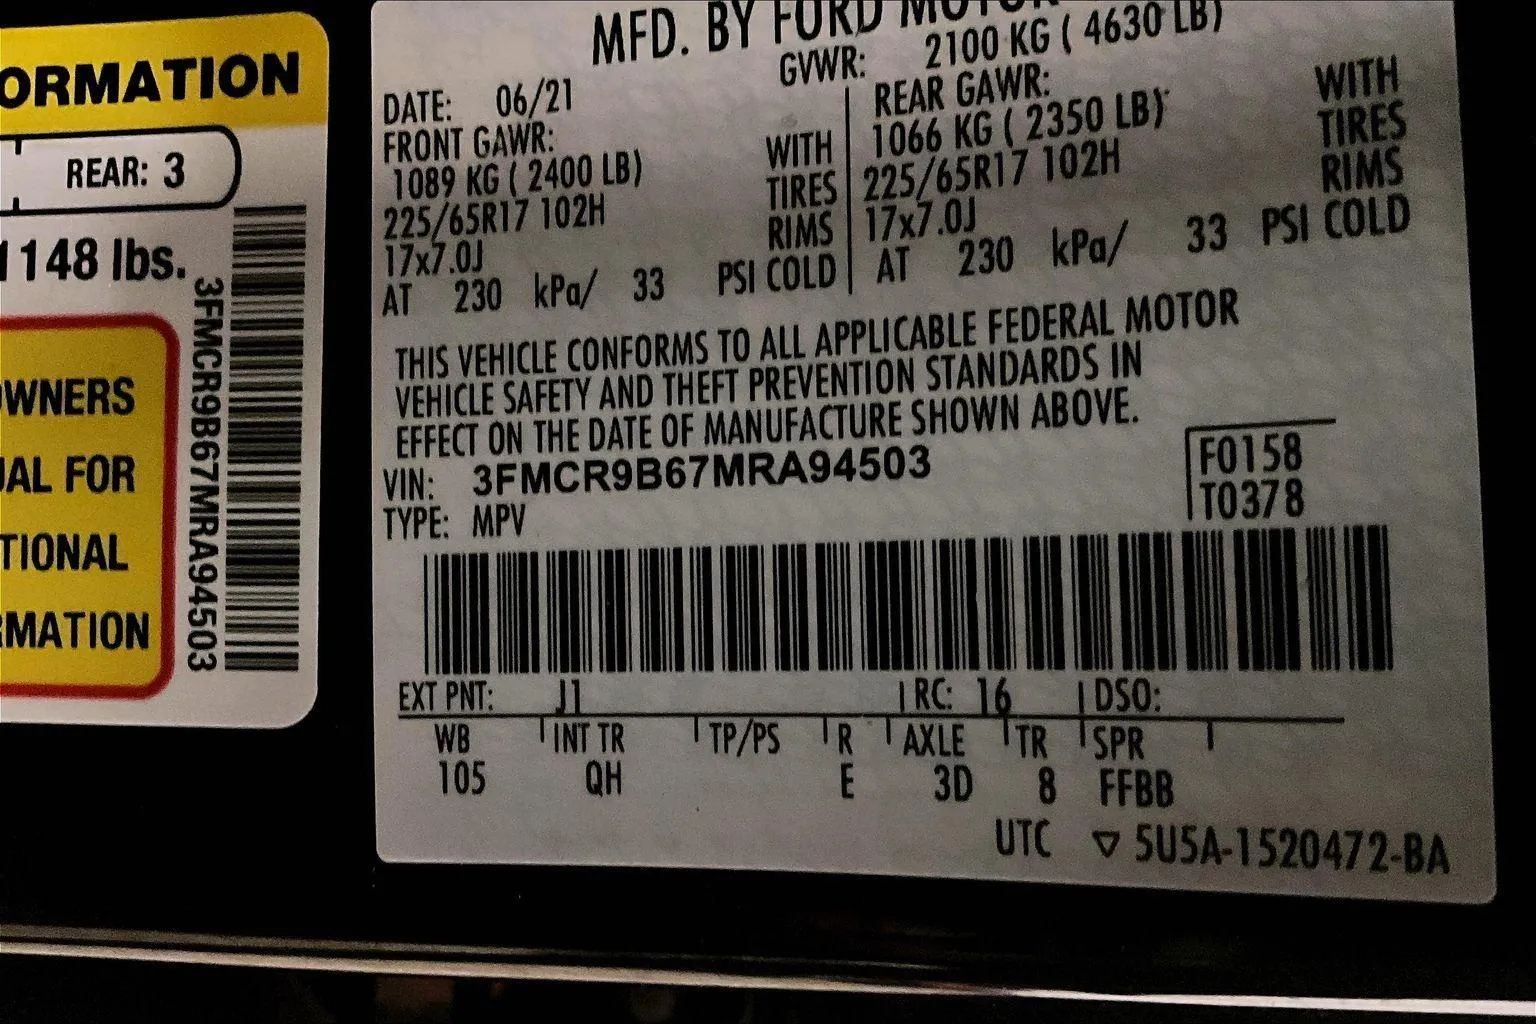 ORMATION
REAR: 3
1148 lbs.
3FMCR9B67MRA94503
OWNERS
UAL FOR
TIONAL
RMATION
MFD. BY FORD MOTOR
GVWR: 2100 KG ( 4630 LB)
DATE: 06/21
FRONT GAWR:
1089 KG ( 2400 LB) WITH
225/65R17 102H TIRES
17x7.0J RIMS
AT 230 kPa/ 33 PSI COLD
REAR GAWR:
1066 KG ( 2350 LB) WITH
225/65R17 102H TIRES
17x7.0J RIMS
AT 230 kPa/ 33 PSI COLD
THIS VEHICLE CONFORMS TO ALL APPLICABLE FEDERAL MOTOR
VEHICLE SAFETY AND THEFT PREVENTION STANDARDS IN
EFFECT ON THE DATE OF MANUFACTURE SHOWN ABOVE.
VIN: 3FMCR9B67MRA94503
TYPE: MPV
F0158
T0378
EXT PNT: J1 RC: 16 DSO:
WB INT TR TP/PS R AXLE TR SPR
105 QH E 3D 8 FFBB
UTC ▽ 5U5A-1520472-BA